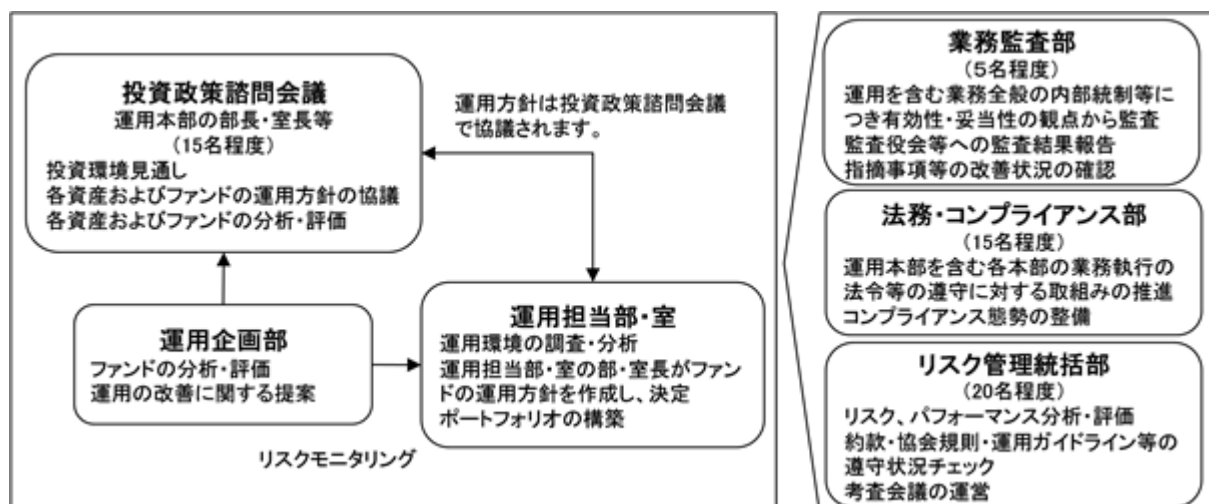 投資政策諮問会議
運用本部の部長・室長等
(15名程度)
投資環境見通し
各資産およびファンドの運用方針の協議
各資産およびファンドの分析・評価
運用方針は投資政策諮問会議
で協議されます。
運用企画部
ファンドの分析・評価
運用の改善に関する提案
運用担当部・室
運用環境の調査・分析
運用担当部・室の部・室長がファン
ドの運用方針を作成し、決定
ポートフォリオの構築
リスクモニタリング
業務監査部
(5名程度)
運用を含む業務全般の内部統制等に
つき有効性・妥当性の観点から監査
監査役会等への監査結果報告
指摘事項等の改善状況の確認
法務・コンプライアンス部
(15名程度)
運用本部を含む各本部の業務執行の
法令等の遵守に対する取組みの推進
コンプライアンス態勢の整備
リスク管理統括部
(20名程度)
リスク、パフォーマンス分析・評価
約款・協会規則・運用ガイドライン等の
遵守状況チェック
考査会議の運営